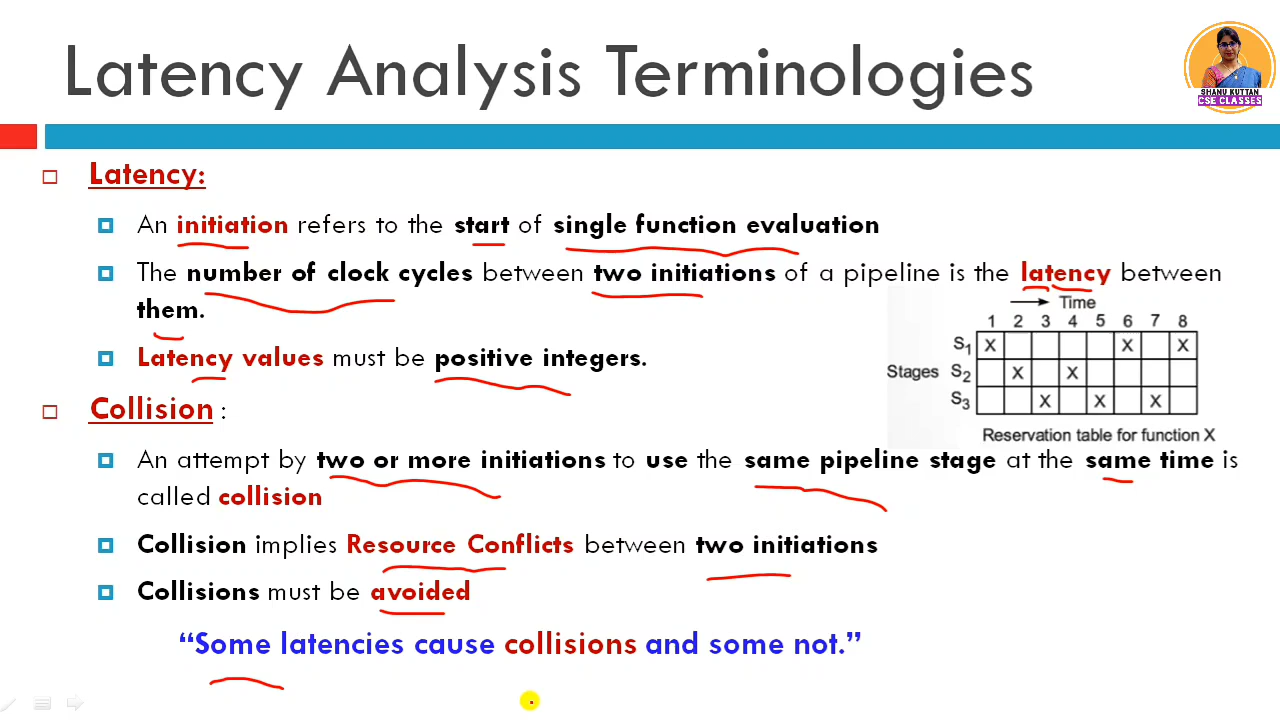 Latency Analysis Terminologies
SHANU KUTTAN
CSE CLASSES
Latency:
An initiation refers to the start of single function evaluation
The number of clock cycles between two initiations of a pipeline is the latency between
them.
Latency values must be positive integers.
Time
1 2 3 4 5 6 7 8
S1 X X X
Stages S2 X X
S3 X X X
Reservation table for function X
Collision :
An attempt by two or more initiations to use the same pipeline stage at the same time is
called collision
Collision implies Resource Conflicts between two initiations
Collisions must be avoided
“Some latencies cause collisions and some not.”